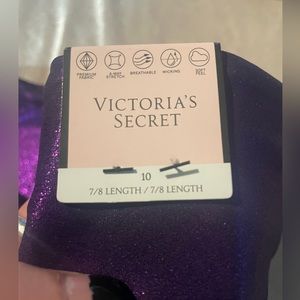 PREMIUM FABRIC
4-WAY STRETCH
BREATHABLE
WICKING
VICTORIA'S
SECRET
10
7/8 LENGTH / 7/8 LENGTH